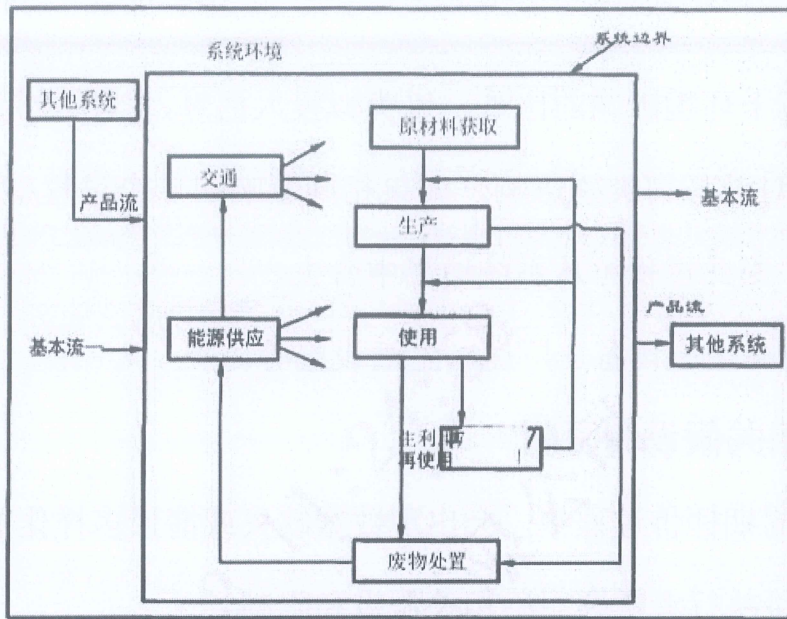 系统环境
系统边界
其他系统
原材料获取
交通
产品流
基本流
生产
产品流
能源供应
使用
其他系统
基本流
再使用
废物处置